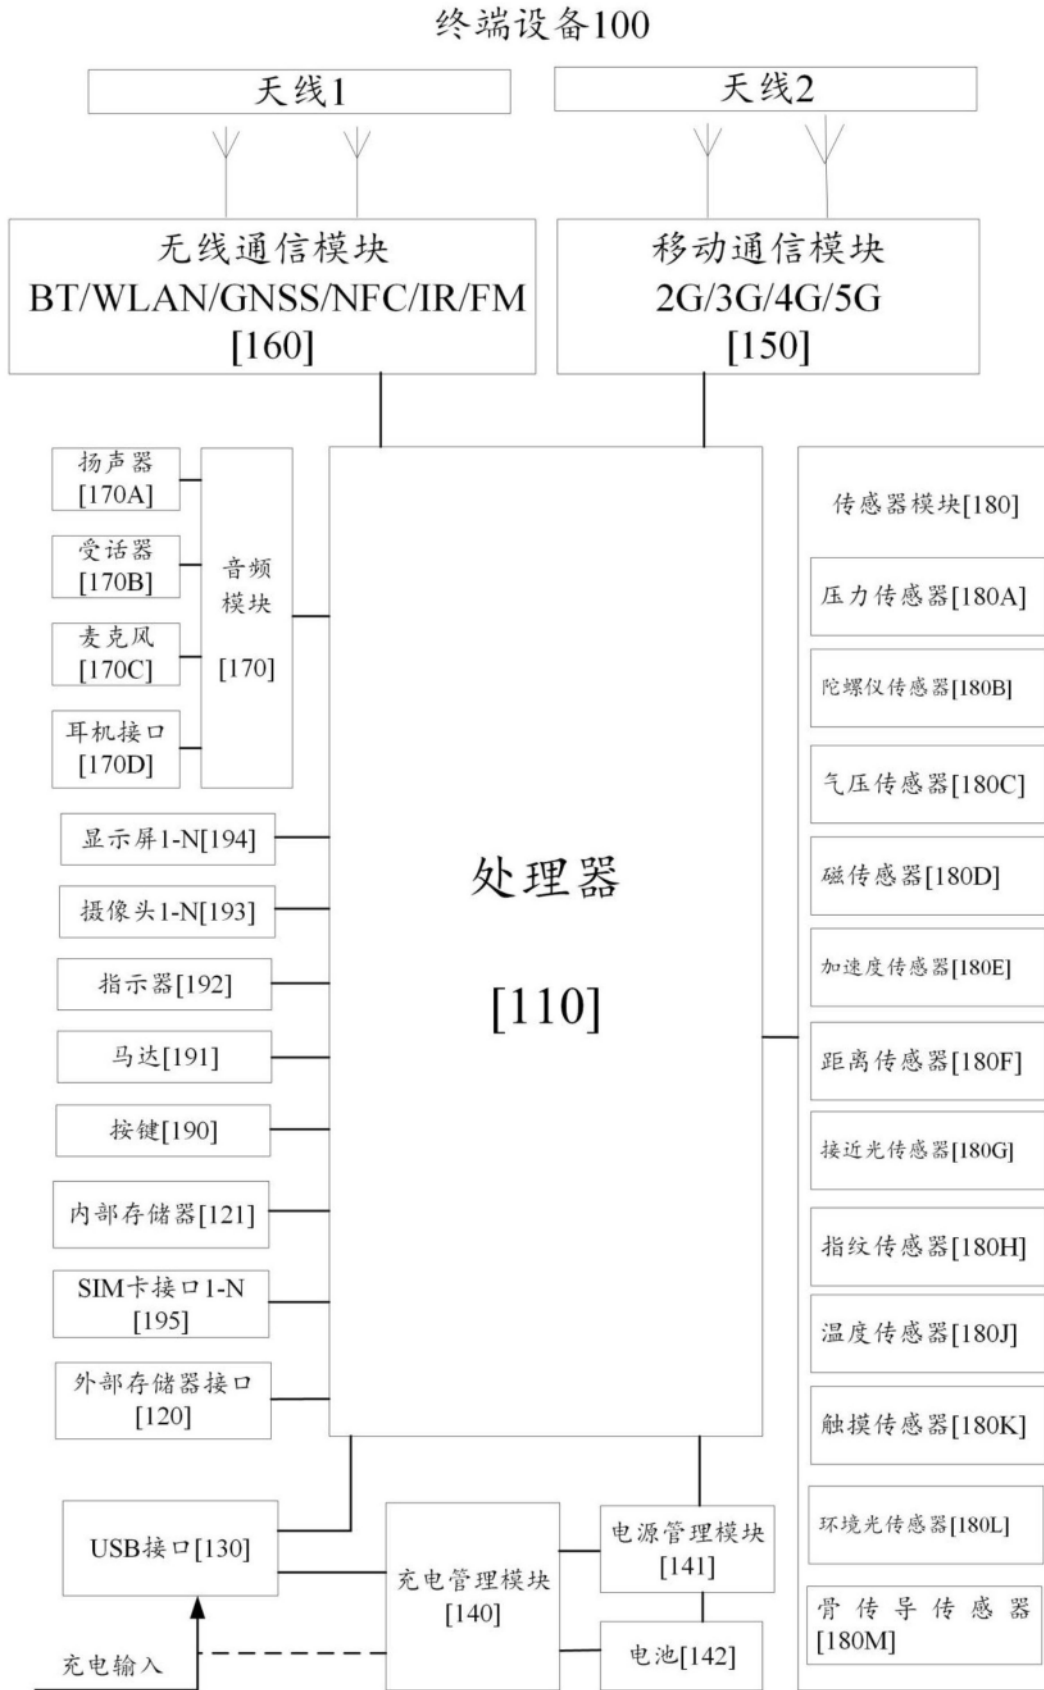 终端设备100
天线1
天线2
无线通信模块
BT/WLAN/GNSS/NFC/IR/FM
[160]
移动通信模块
2G/3G/4G/5G
[150]
扬声器
[170A]
受话器
[170B]
麦克风
[170C]
耳机接口
[170D]
音频
模块
[170]
显示屏1-N[194]
摄像头1-N[193]
指示器[192]
马达[191]
按键[190]
内部存储器[121]
SIM卡接口1-N
[195]
外部存储器接口
[120]
处理器
[110]
传感器模块[180]
压力传感器[180A]
陀螺仪传感器[180B]
气压传感器[180C]
磁传感器[180D]
加速度传感器[180E]
距离传感器[180F]
接近光传感器[180G]
指纹传感器[180H]
温度传感器[180J]
触摸传感器[180K]
环境光传感器[180L]
骨传导传感器
[180M]
USB接口[130]
充电管理模块
[140]
电源管理模块
[141]
电池[142]
充电输入